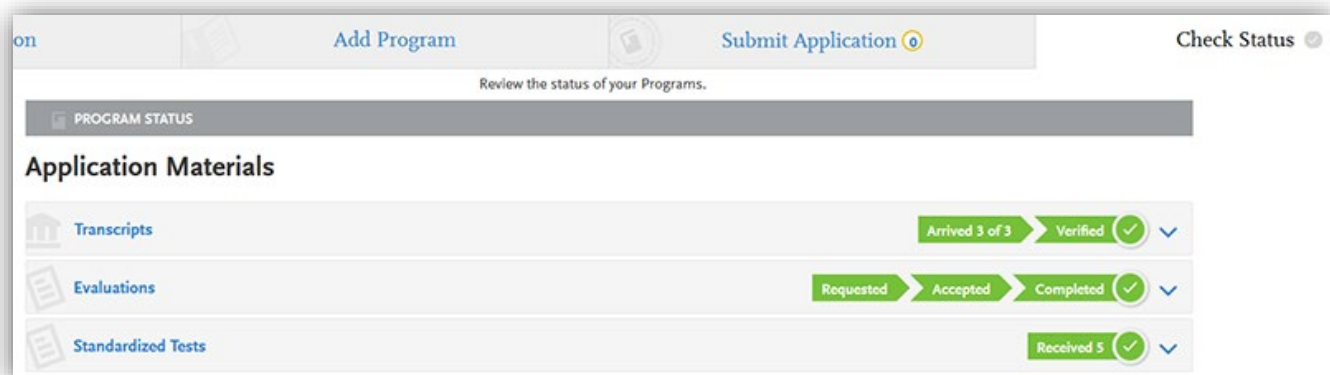 on Add Program Submit Application 0 Check Status
Review the status of your Programs.
PROGRAM STATUS
Application Materials
Transcripts Arrived 3 of 3 Verified
Evaluations Requested Accepted Completed
Standardized Tests Received 5